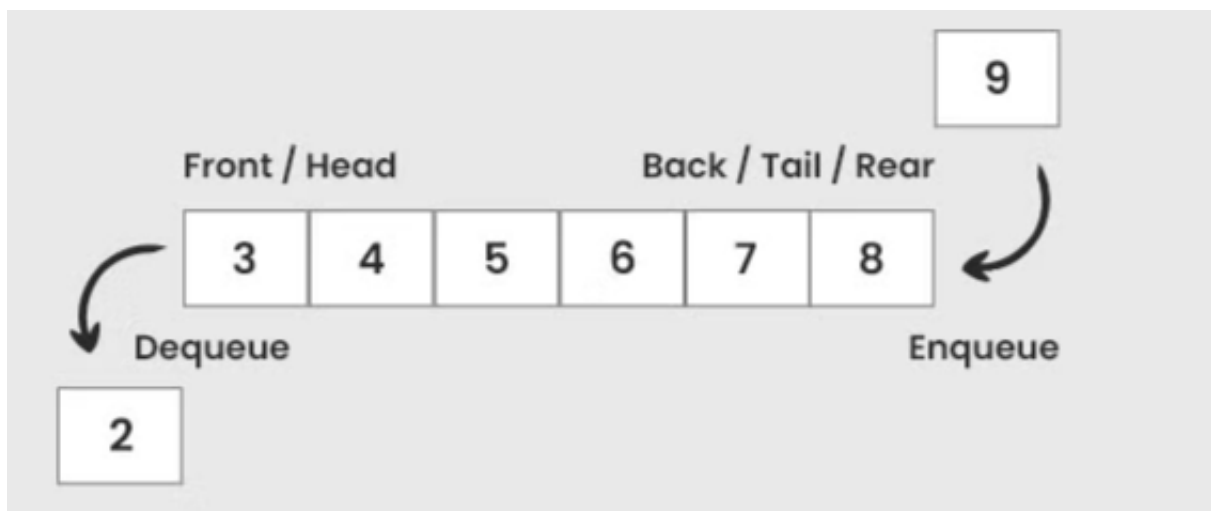 9
Front / Head
Back / Tail / Rear
3 4 5 6 7 8
Dequeue
Enqueue
2